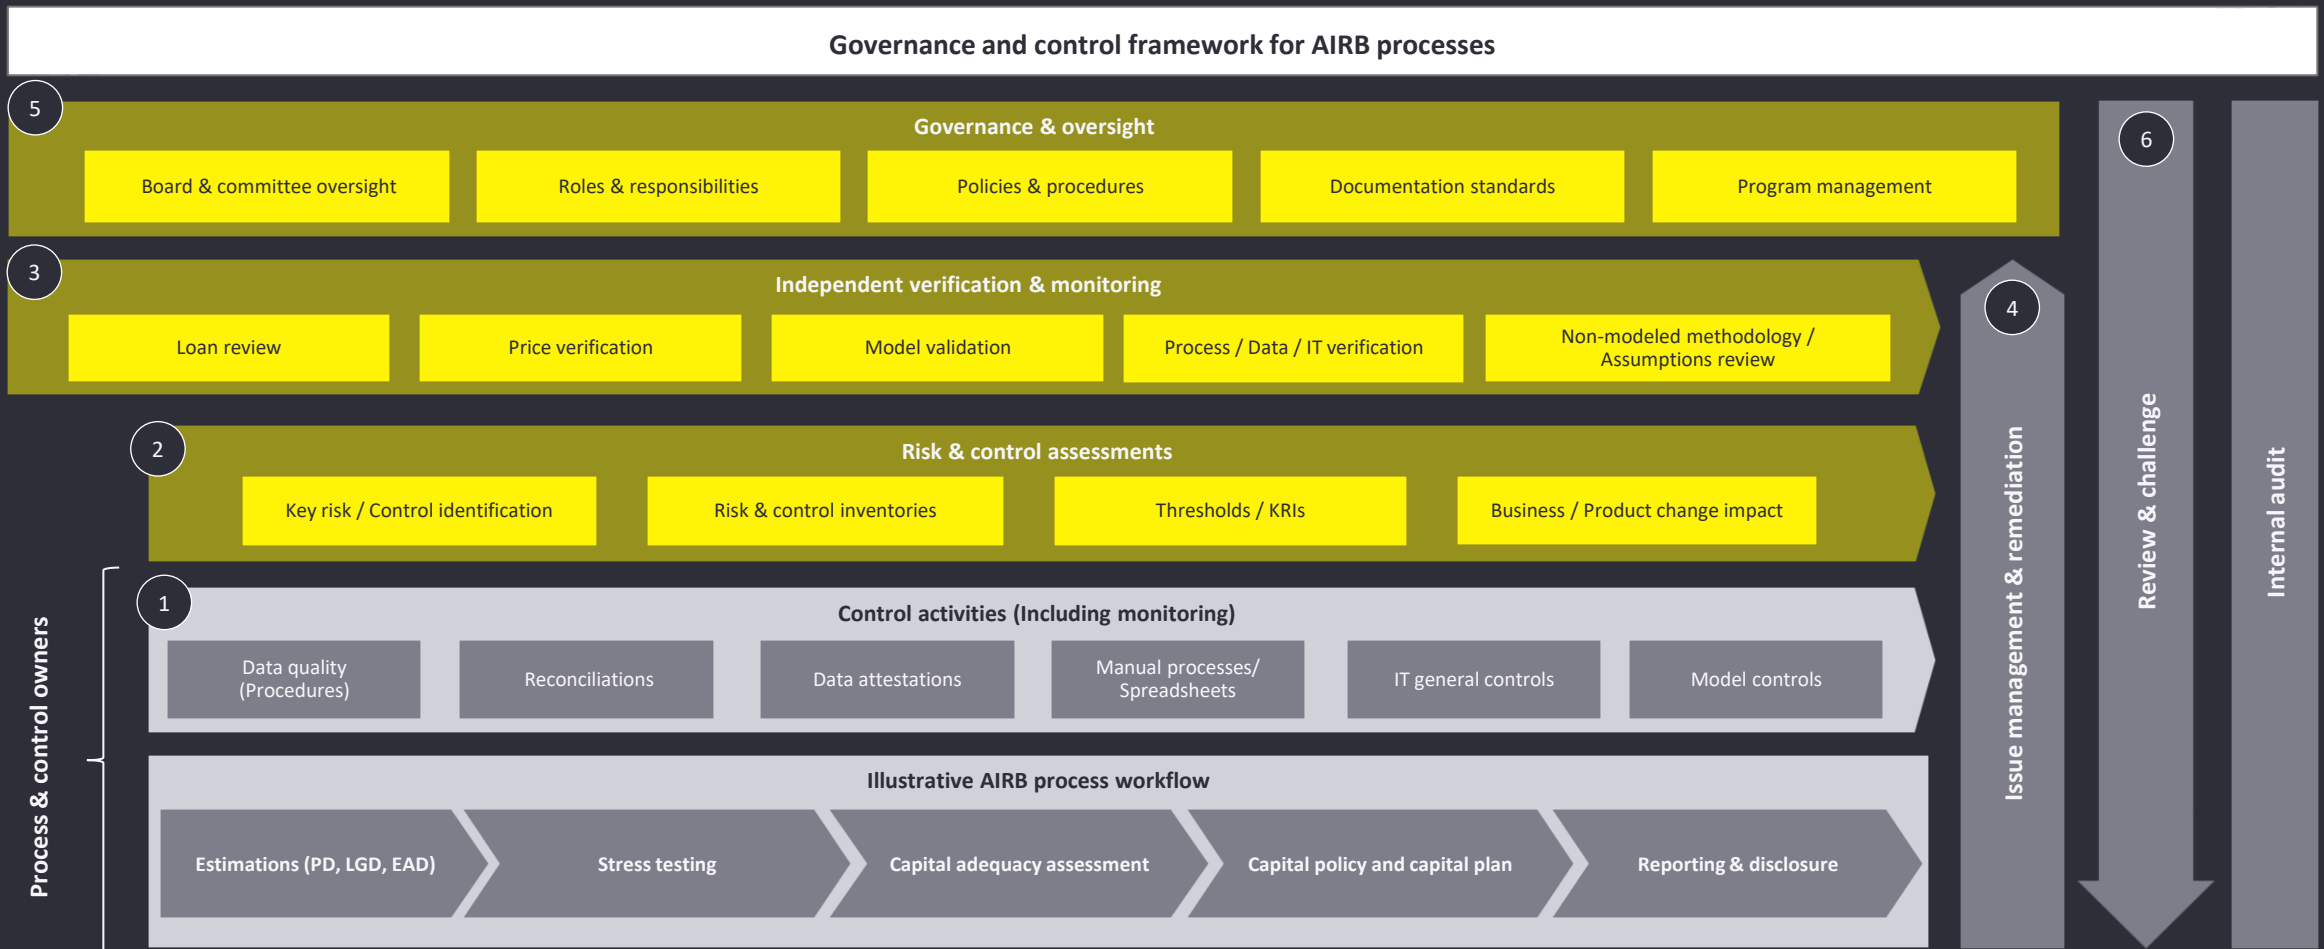 Governance and control framework for AIRB processes
5
Governance & oversight
Board & committee oversight
Roles & responsibilities
Policies & procedures
Documentation standards
Program management
3
Independent verification & monitoring
Loan review
Price verification
Model validation
Process / Data / IT verification
Non-modeled methodology /
Assumptions review
2
Risk & control assessments
Key risk / Control identification
Risk & control inventories
Thresholds / KRIs
Business / Product change impact
Process & control owners
1
Control activities (Including monitoring)
Data quality
(Procedures)
Reconciliations
Data attestations
Manual processes/
Spreadsheets
IT general controls
Model controls
Illustrative AIRB process workflow
Estimations (PD, LGD, EAD)
Stress testing
Capital adequacy assessment
Capital policy and capital plan
Reporting & disclosure
4
Issue management & remediation
6
Review & challenge
Internal audit